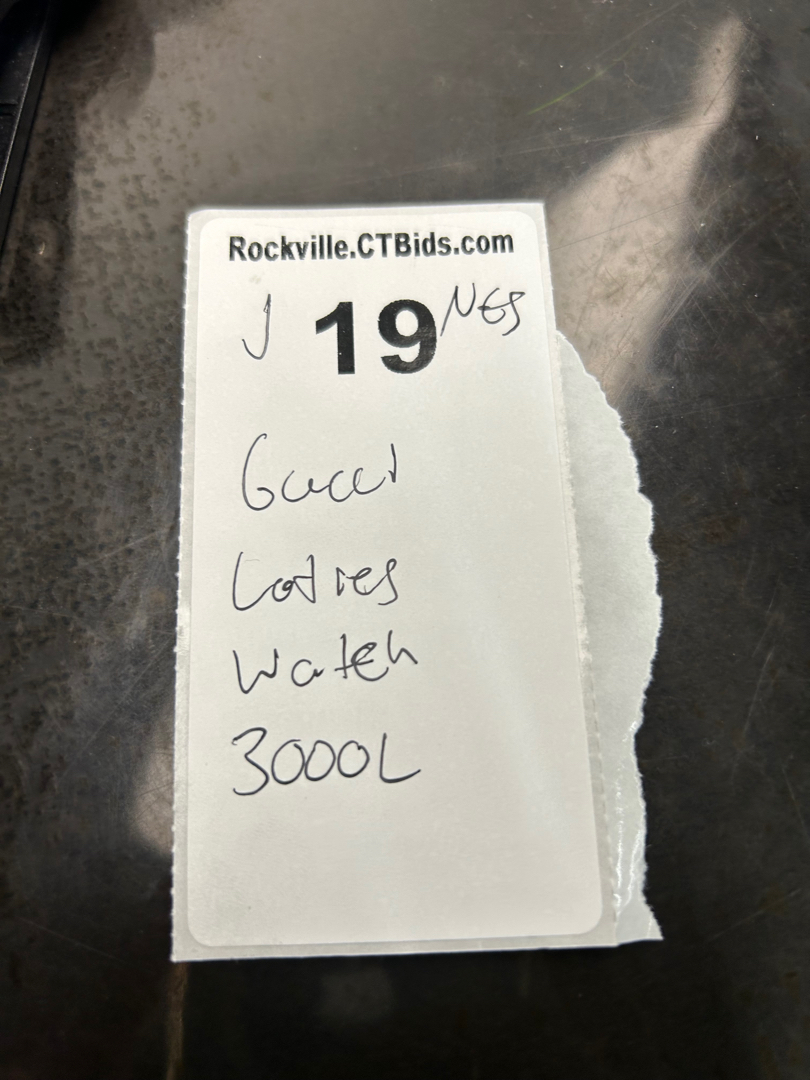 Rockville.CTBids.com
J 19 NES
Gucci
Ladies
Watch
3000L